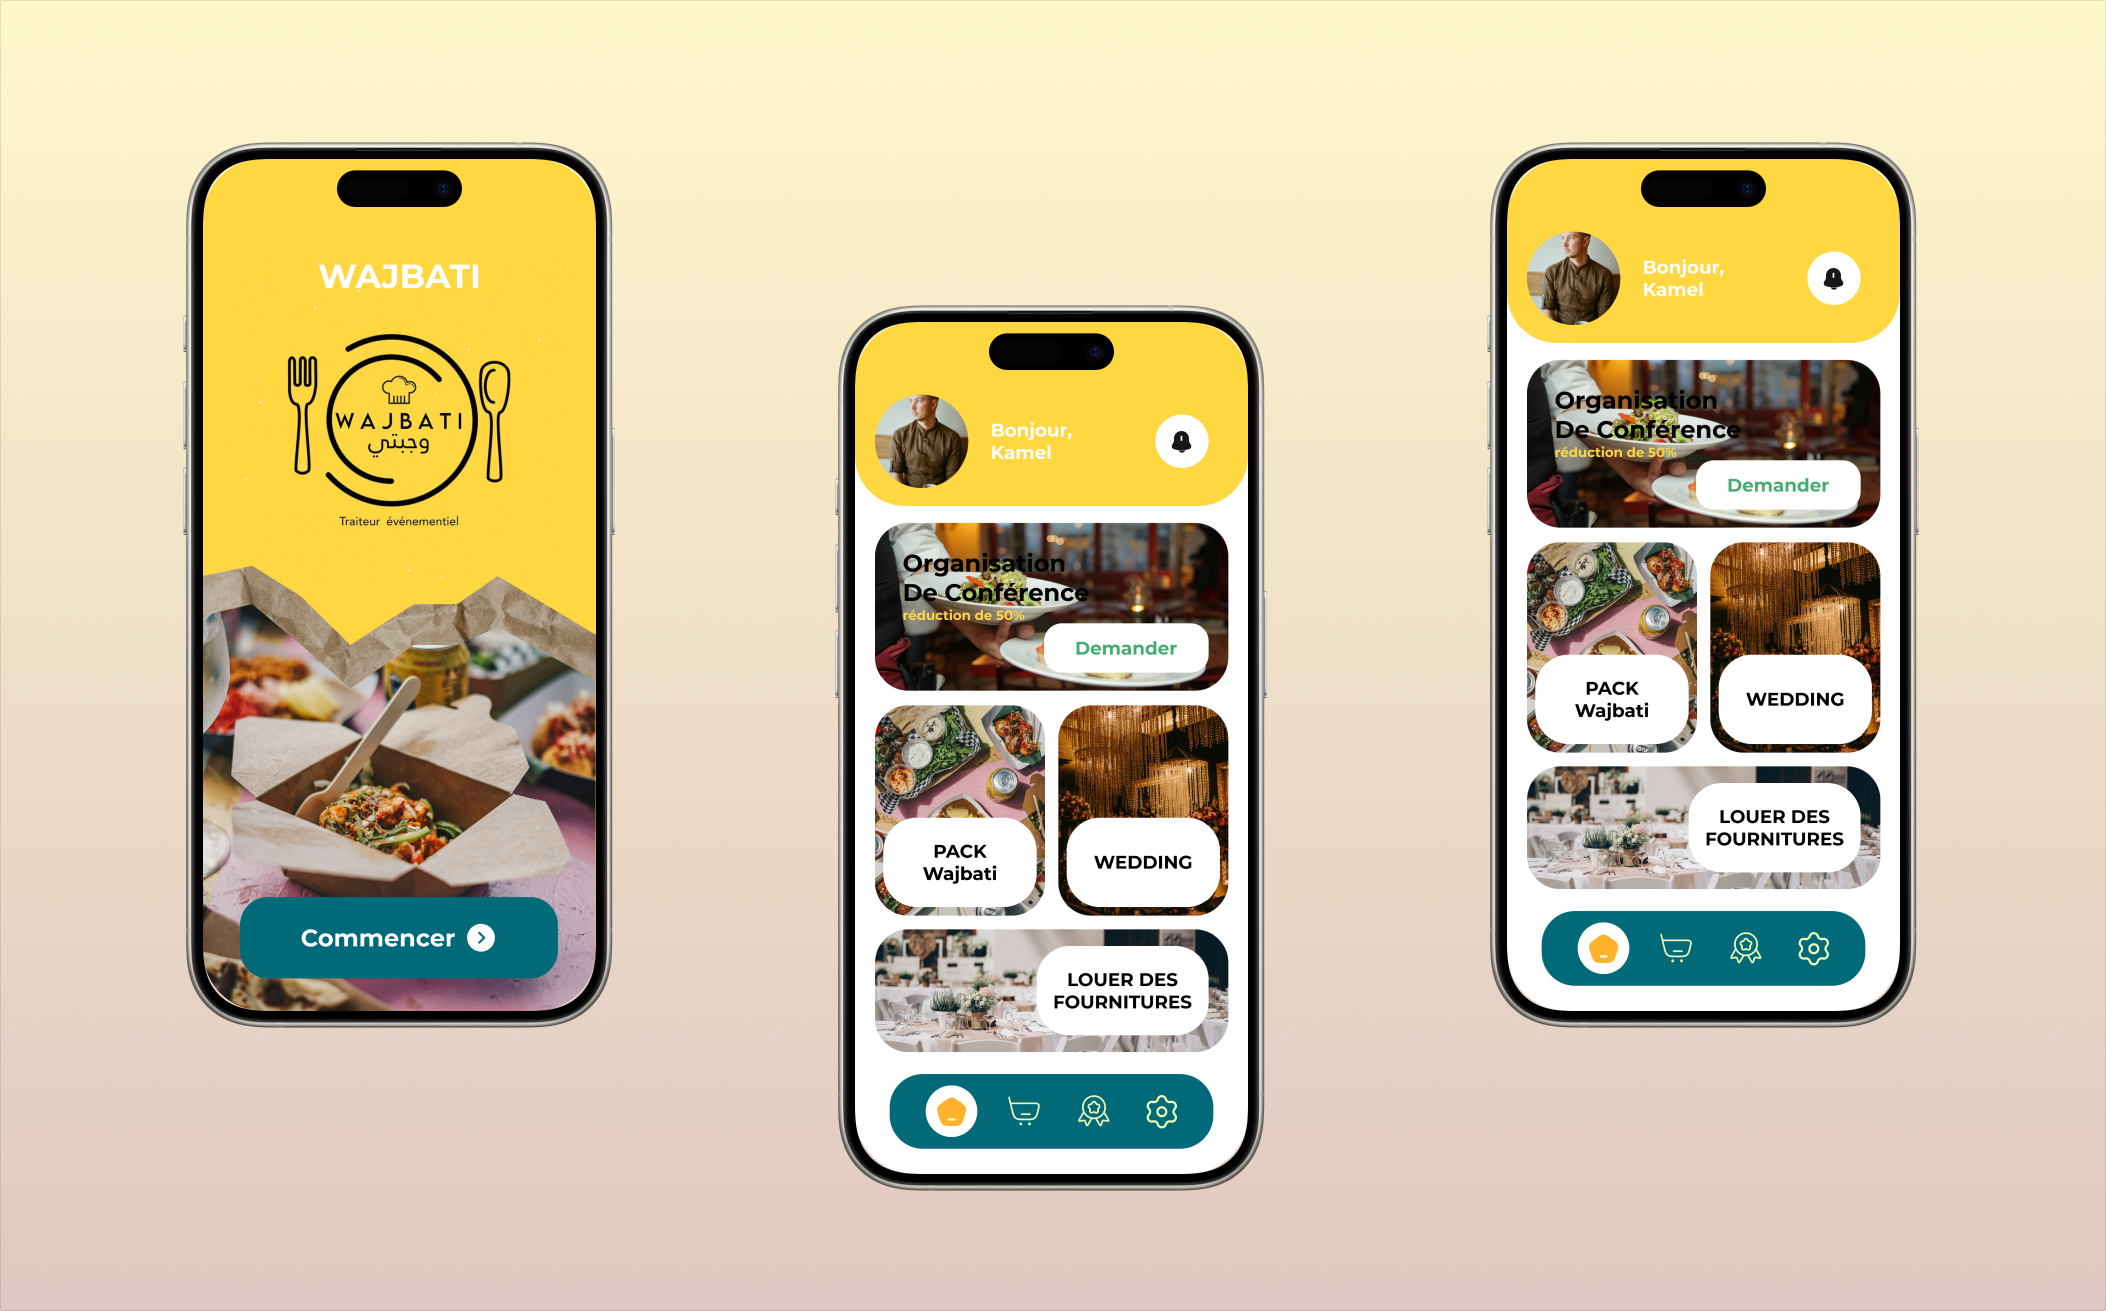 WAJBATI
WAJBATI
وجبتي
Traiteur événementiel
Commencer
Bonjour,
Kamel
Organisation
De Conférence
réduction de 50%
Demander
PACK
Wajbati
WEDDING
LOUER DES
FOURNITURES
Bonjour,
Kamel
Organisation
De Conférence
réduction de 50%
Demander
PACK
Wajbati
WEDDING
LOUER DES
FOURNITURES